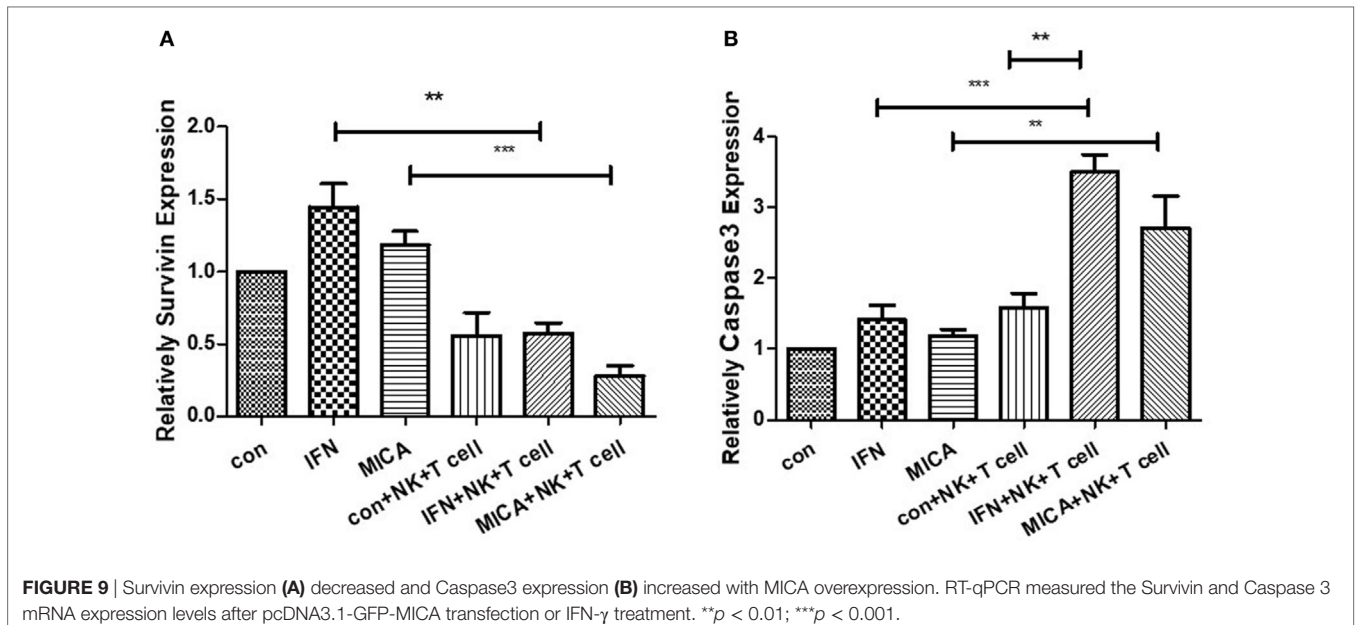 A
B
**
***
**
***
**
Relatively Survivin Expression
2.0
1.5
1.0
0.5
0.0
con
IFN
MICA
con+NK+T cell
IFN+NK+T cell
MICA+NK+T cell
Relatively Caspase3 Expression
4
3
2
1
0
con
IFN
MICA
con+NK+T cell
IFN+NK+T cell
MICA+NK+T cell
FIGURE 9 | Survivin expression (A) decreased and Caspase3 expression (B) increased with MICA overexpression. RT-qPCR measured the Survivin and Caspase 3
mRNA expression levels after pcDNA3.1-GFP-MICA transfection or IFN-γ treatment. **p < 0.01; ***p < 0.001.